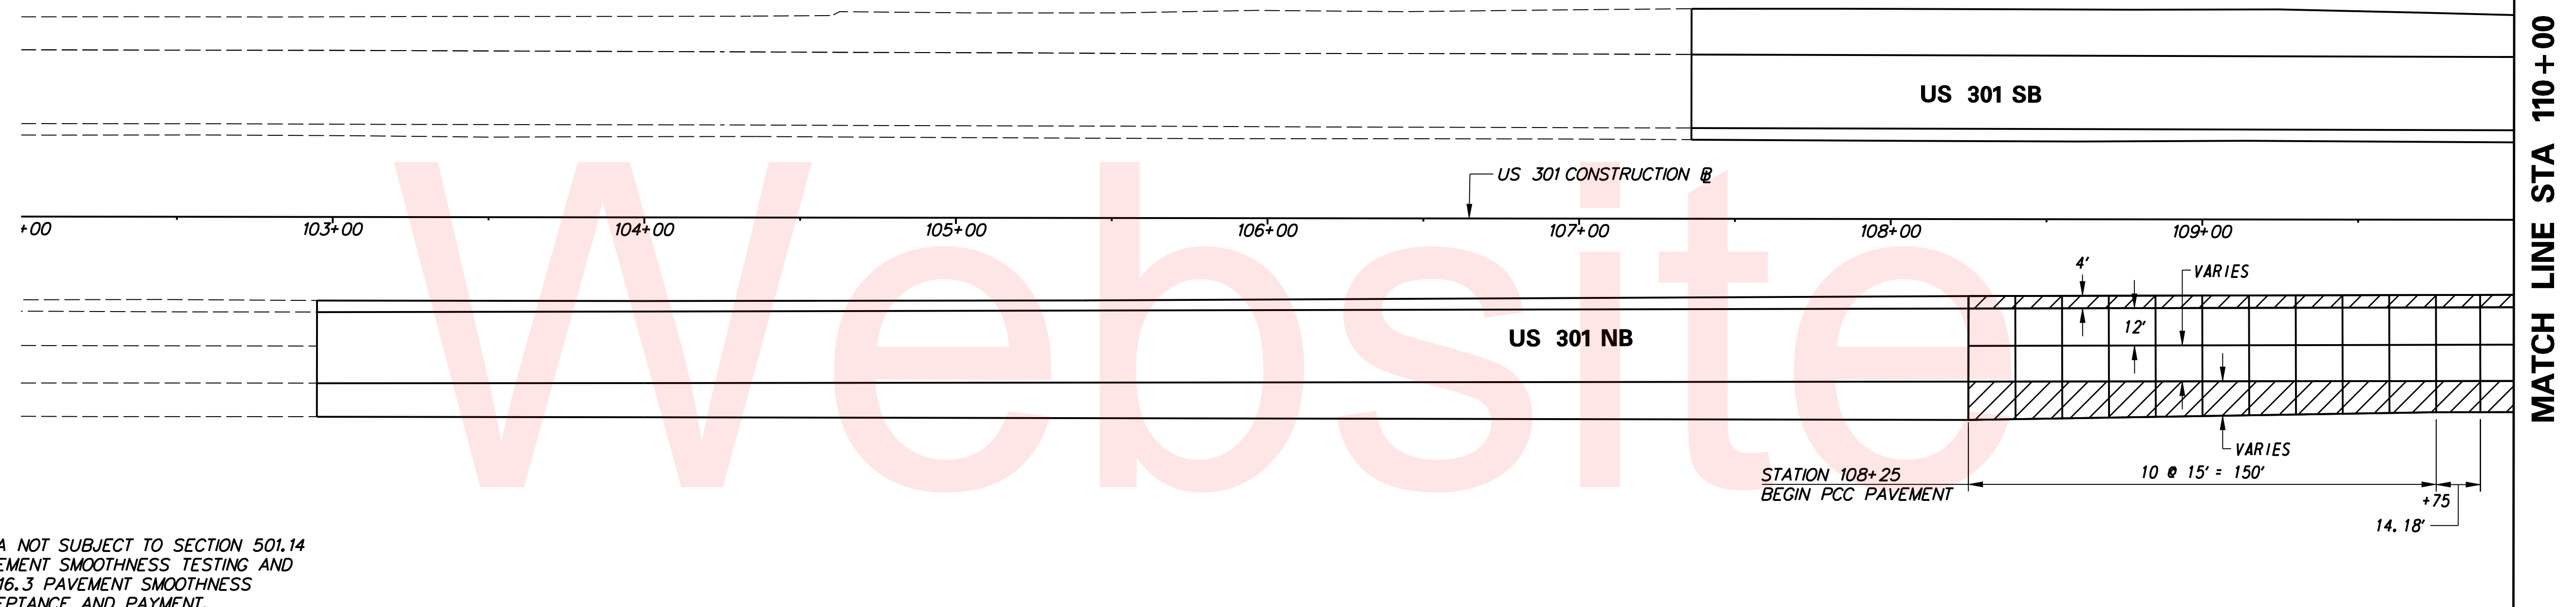 US 301 SB
MATCH LINE STA 110+00
US 301 CONSTRUCTION BL
+00
103+00
104+00
105+00
106+00
107+00
108+00
109+00
4'
VARIES
12'
US 301 NB
VARIES
STATION 108+25
BEGIN PCC PAVEMENT
10 @ 15' = 150'
+75
14.18'
A NOT SUBJECT TO SECTION 501.14
EMENT SMOOTHNESS TESTING AND
16.3 PAVEMENT SMOOTHNESS
EPTANCE AND PAYMENT.
Website